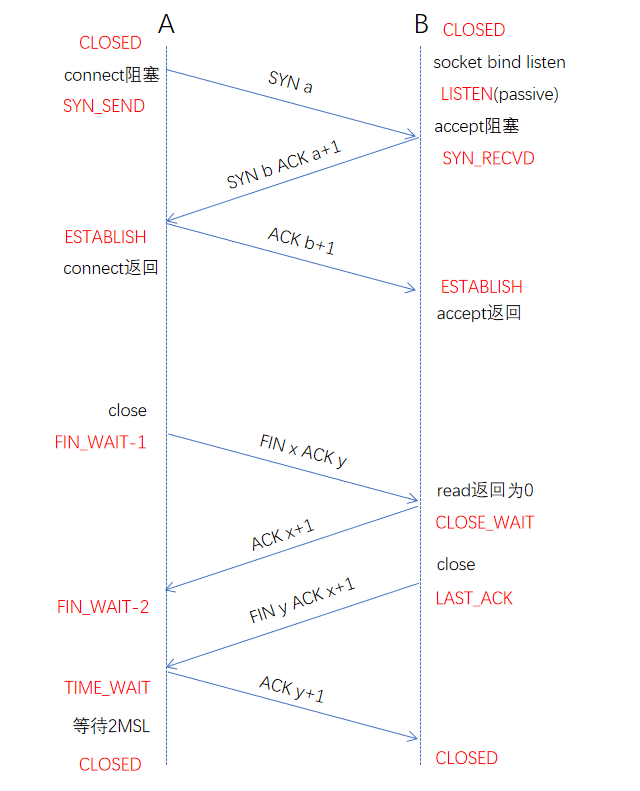 A
B
CLOSED
CLOSED
connect阻塞
socket bind listen
SYN a
SYN_SEND
LISTEN(passive)
accept阻塞
SYN b ACK a+1
SYN_RECVD
ESTABLISH
ACK b+1
connect返回
ESTABLISH
accept返回
close
FIN_WAIT-1
FIN x ACK y
read返回为0
CLOSE_WAIT
ACK x+1
close
FIN_WAIT-2
FIN y ACK x+1
LAST_ACK
TIME_WAIT
ACK y+1
等待2MSL
CLOSED
CLOSED